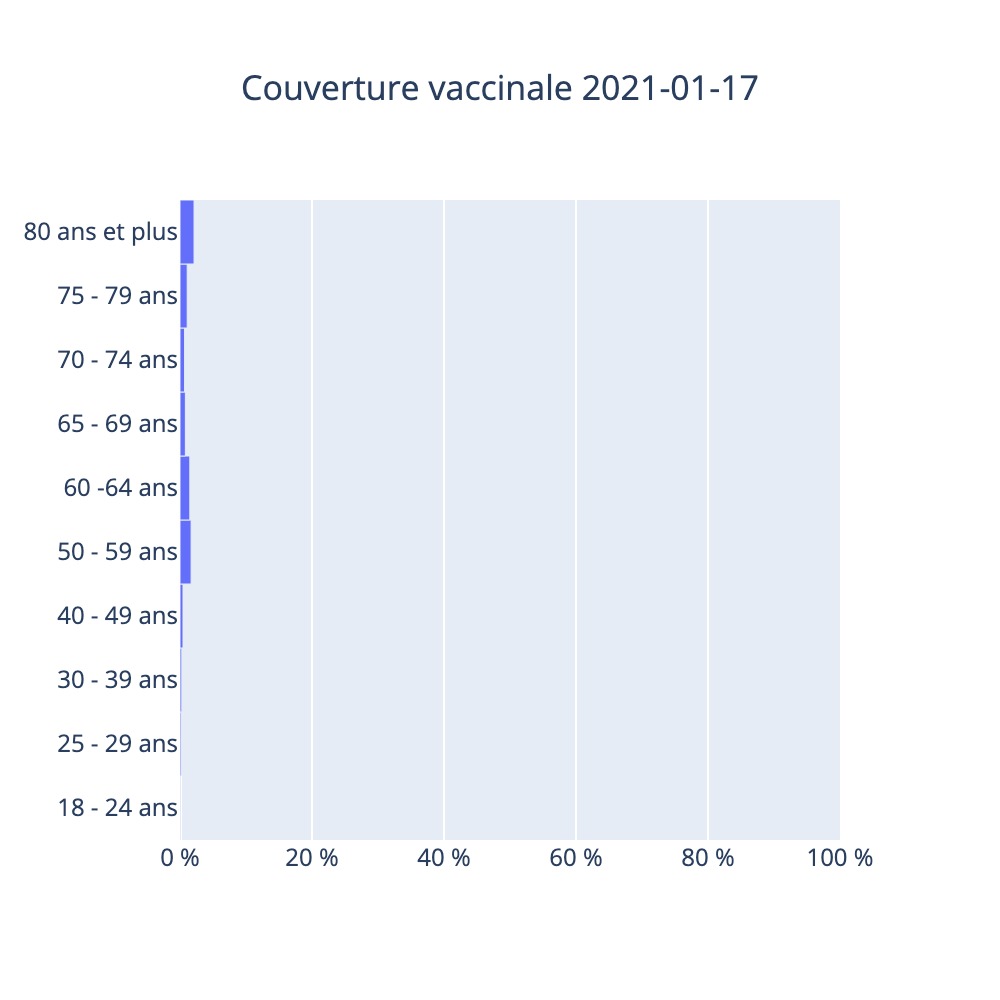 Couverture vaccinale 2021-01-17
80 ans et plus
75 - 79 ans
70 - 74 ans
65 - 69 ans
60 -64 ans
50 - 59 ans
40 - 49 ans
30 - 39 ans
25 - 29 ans
18 - 24 ans
0 % 20 % 40 % 60 % 80 % 100 %